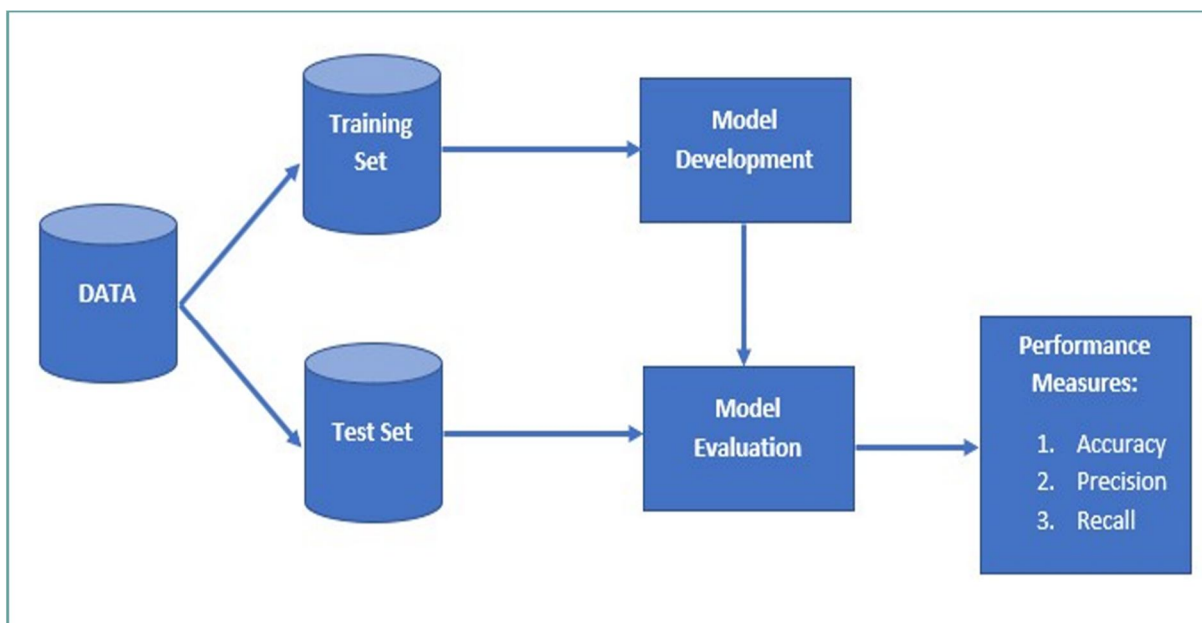 DATA
Training
Set
Test Set
Model
Development
Model
Evaluation
Performance
Measures:
1. Accuracy
2. Precision
3. Recall